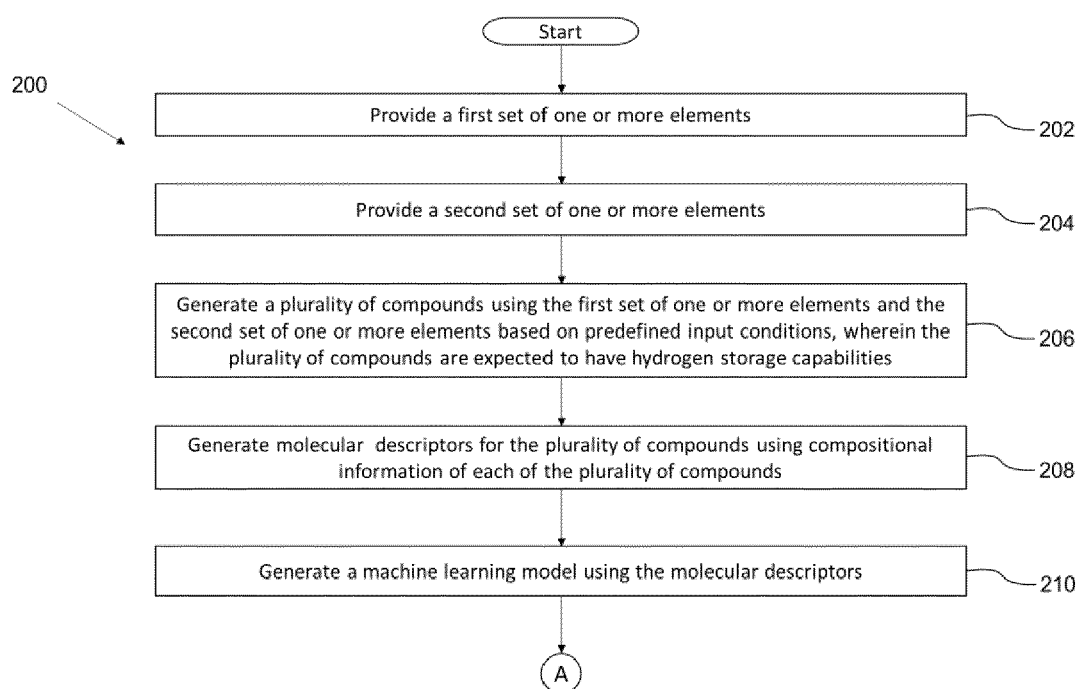 Start
200
Provide a first set of one or more elements
202
Provide a second set of one or more elements
204
Generate a plurality of compounds using the first set of one or more elements and the
second set of one or more elements based on predefined input conditions, wherein the
plurality of compounds are expected to have hydrogen storage capabilities
206
Generate molecular descriptors for the plurality of compounds using compositional
information of each of the plurality of compounds
208
Generate a machine learning model using the molecular descriptors
210
A